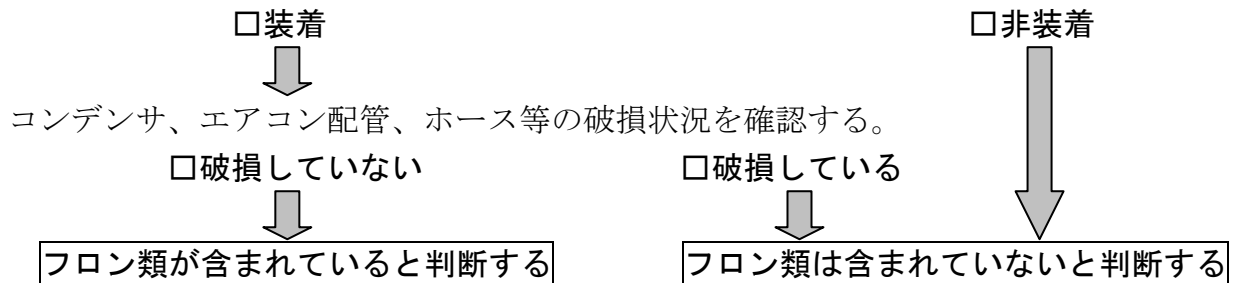 □装着 □非装着
コンデンサ、エアコン配管、ホース等の破損状況を確認する。
□破損していない □破損している
フロン類が含まれていると判断する フロン類は含まれていないと判断する